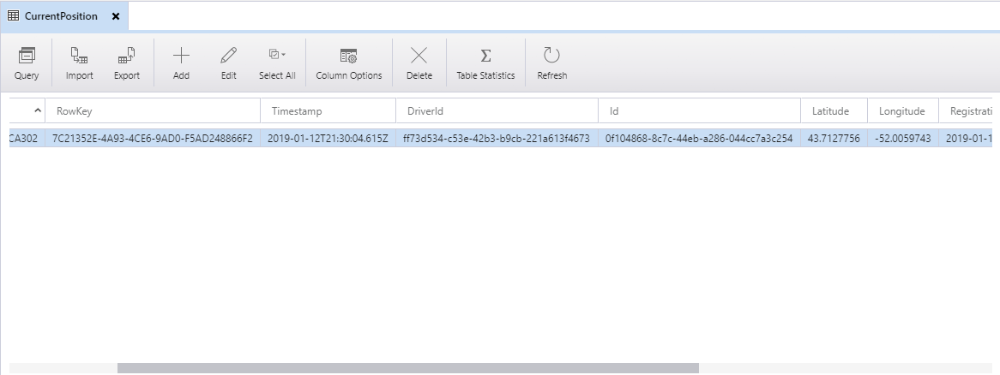 CurrentPosition
Query Import Export Add Edit Select All Column Options Delete Table Statistics Refresh
RowKey Timestamp DriverId Id Latitude Longitude Registrati
CA302 7C21352E-4A93-4CE6-9AD0-F5AD248866F2 2019-01-12T21:30:04.615Z ff73d534-c53e-42b3-b9cb-221a613f4673 0f104868-8c7c-44eb-a286-044cc7a3c254 43.7127756 -52.0059743 2019-01-1